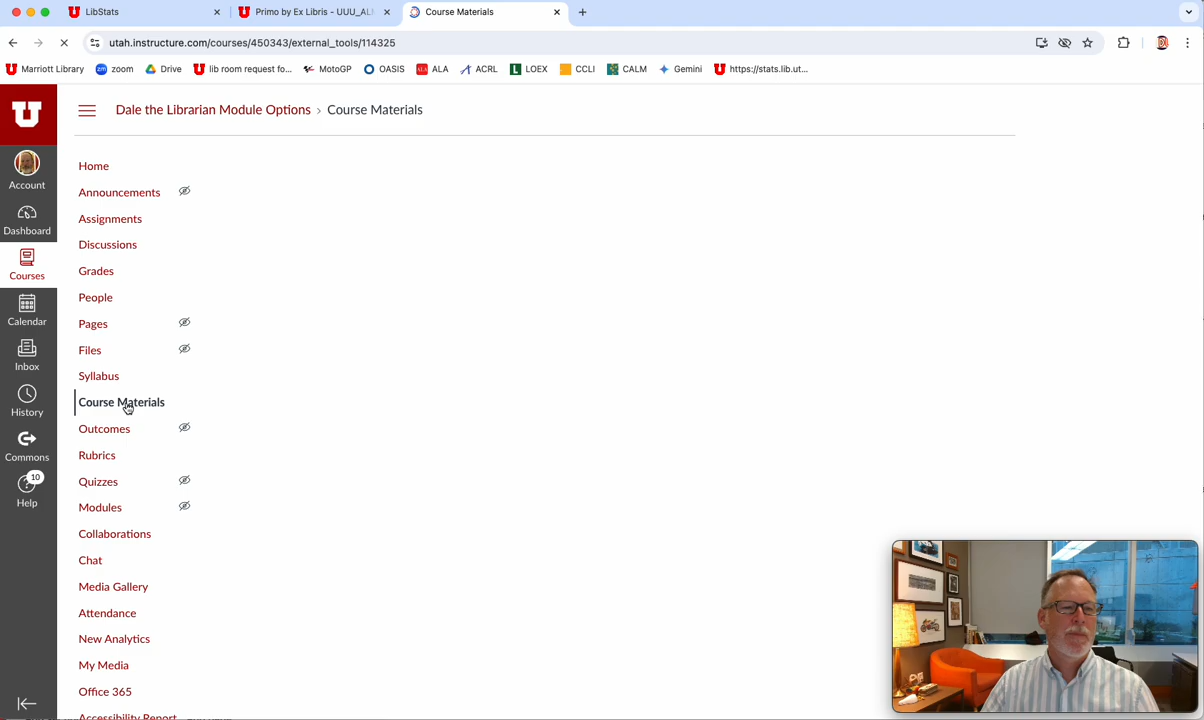 LibStats
Primo by Ex Libris - UUU_AL
Course Materials
utah.instructure.com/courses/450343/external_tools/114325
Marriott Library
zoom
Drive
lib room request fo...
MotoGP
OASIS
ALA
ACRL
LOEX
CCLI
CALM
Gemini
https://stats.lib.ut...
U
Dale the Librarian Module Options › Course Materials
Account
Dashboard
Courses
Calendar
Inbox
History
Commons
10
Help
Home
Announcements
Assignments
Discussions
Grades
People
Pages
Files
Syllabus
Course Materials
Outcomes
Rubrics
Quizzes
Modules
Collaborations
Chat
Media Gallery
Attendance
New Analytics
My Media
Office 365
Accessibility Report